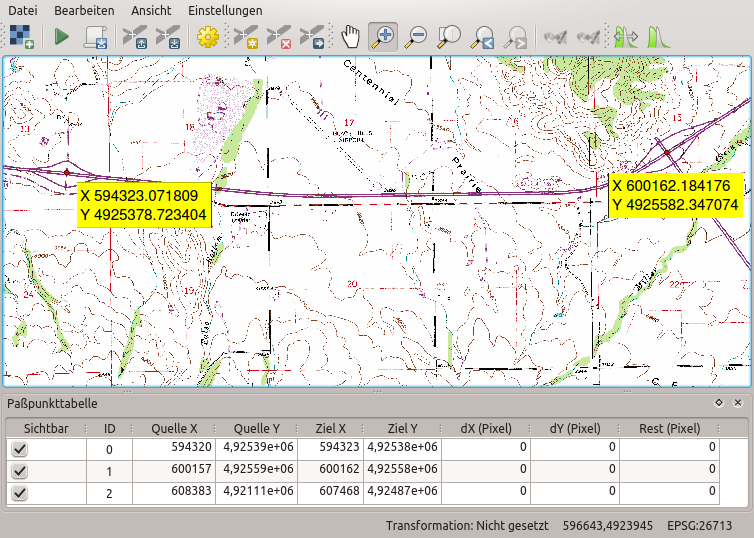 Datei Bearbeiten Ansicht Einstellungen
Centennial
13
18
17
16
15
Prairie
X 594323.071809
Y 4925378.723404
X 600162.184176
Y 4925582.347074
24
19
20
22
Paßpunkttabelle
Sichtbar ID Quelle X Quelle Y Ziel X Ziel Y dX (Pixel) dY (Pixel) Rest (Pixel)
0 594320 4,92539e+06 594323 4,92538e+06 0 0 0
1 600157 4,92559e+06 600162 4,92558e+06 0 0 0
2 608383 4,92111e+06 607468 4,92487e+06 0 0 0
Transformation: Nicht gesetzt 596643,4923945 EPSG:26713